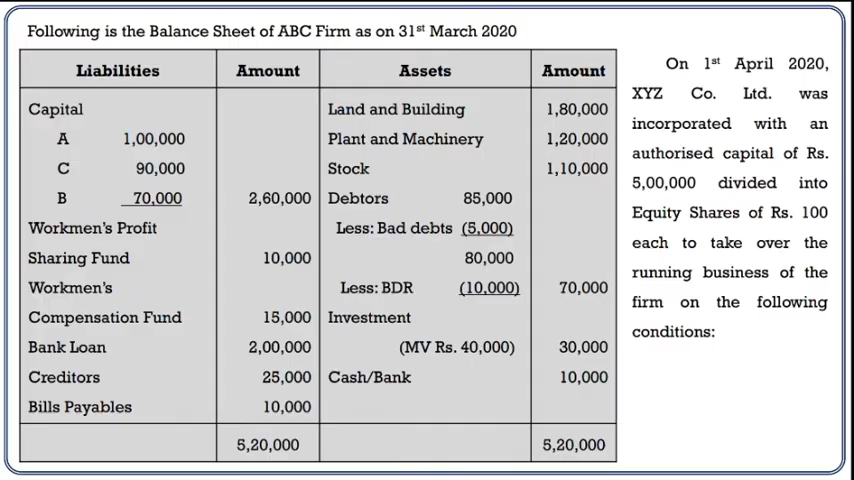 Following is the Balance Sheet of ABC Firm as on 31st March 2020
Liabilities Amount Assets Amount
Capital Land and Building 1,80,000
A 1,00,000 Plant and Machinery 1,20,000
C 90,000 Stock 1,10,000
B 70,000 2,60,000 Debtors 85,000
Workmen's Profit Less: Bad debts (5,000)
Sharing Fund 10,000 80,000
Workmen's Less: BDR (10,000) 70,000
Compensation Fund 15,000 Investment
Bank Loan 2,00,000 (MV Rs. 40,000) 30,000
Creditors 25,000 Cash/Bank 10,000
Bills Payables 10,000
5,20,000 5,20,000
On 1st April 2020,
XYZ Co. Ltd. was
incorporated with an
authorised capital of Rs.
5,00,000 divided into
Equity Shares of Rs. 100
each to take over the
running business of the
firm on the following
conditions: